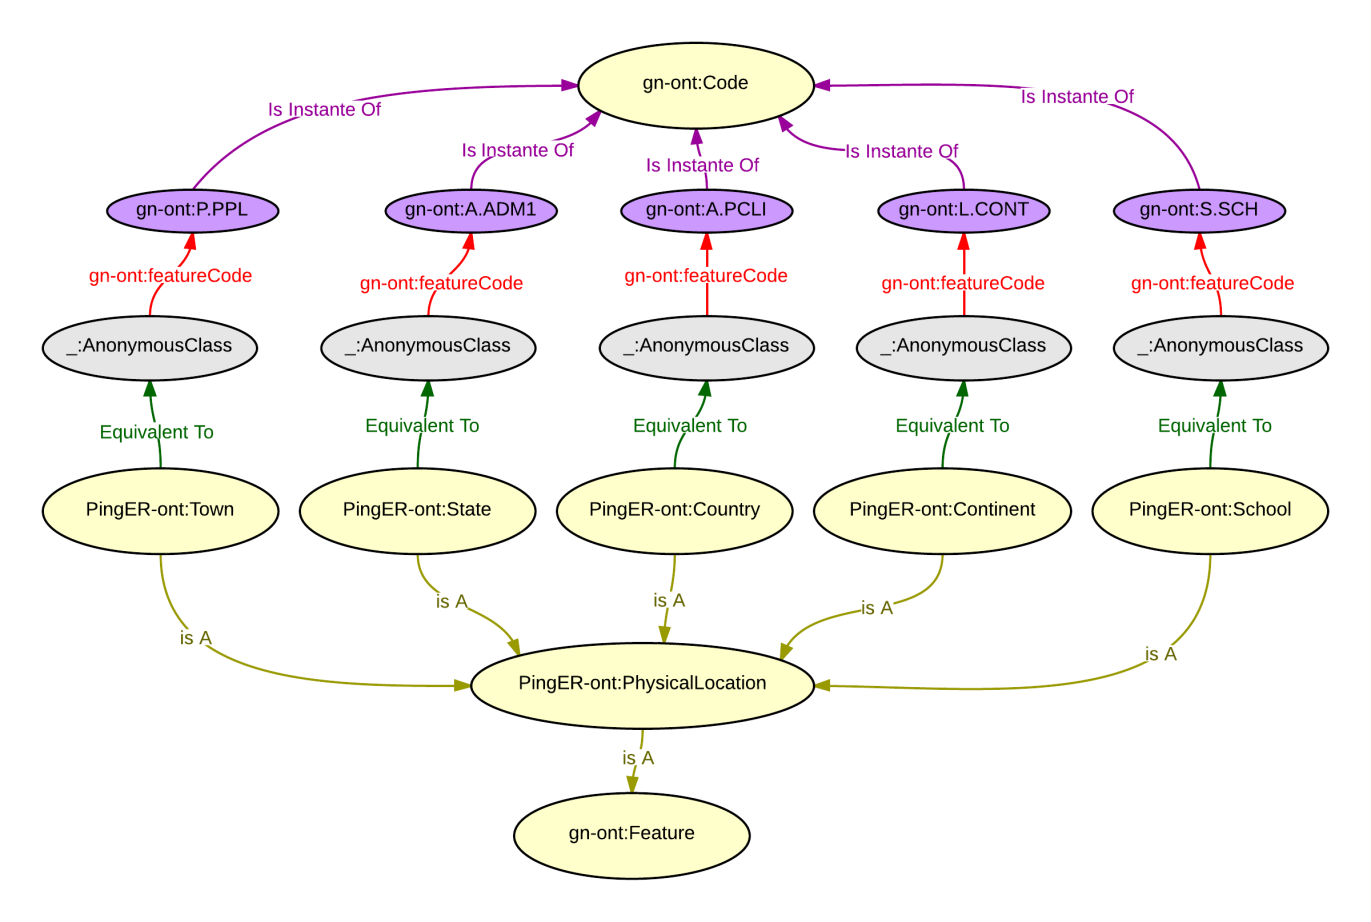 gn-ont:Code
Is Instante Of
Is Instante Of
Is Instante Of
Is Instante Of
Is Instante Of
gn-ont:P.PPL
gn-ont:A.ADM1
gn-ont:A.PCLI
gn-ont:L.CONT
gn-ont:S.SCH
gn-ont:featureCode
gn-ont:featureCode
gn-ont:featureCode
gn-ont:featureCode
gn-ont:featureCode
_:AnonymousClass
_:AnonymousClass
_:AnonymousClass
_:AnonymousClass
_:AnonymousClass
Equivalent To
Equivalent To
Equivalent To
Equivalent To
Equivalent To
PingER-ont:Town
PingER-ont:State
PingER-ont:Country
PingER-ont:Continent
PingER-ont:School
is A
is A
is A
is A
is A
PingER-ont:PhysicalLocation
is A
gn-ont:Feature